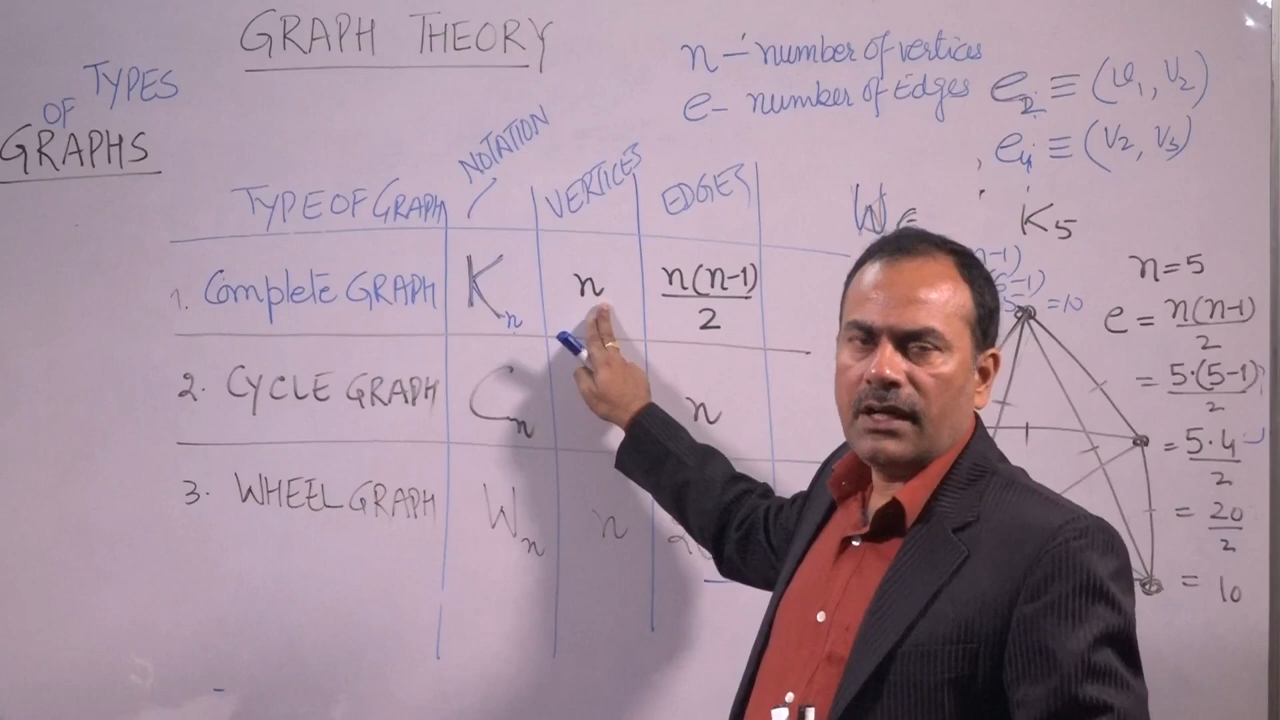 GRAPH THEORY
TYPES
OF
GRAPHS
n - number of vertices
e - number of Edges
e₂ ≡ (v₁, v₂)
e₄ ≡ (v₂, v₃)
TYPE OF GRAPH NOTATION VERTICES EDGES
1. Complete GRAPH Kₙ n n(n-1)/2
2. CYCLE GRAPH Cₙ n
3. WHEEL GRAPH Wₙ n
K₅
n=5
e = n(n-1)/2
= 5·(5-1)/2
= 5·4/2
= 20/2
= 10
=10